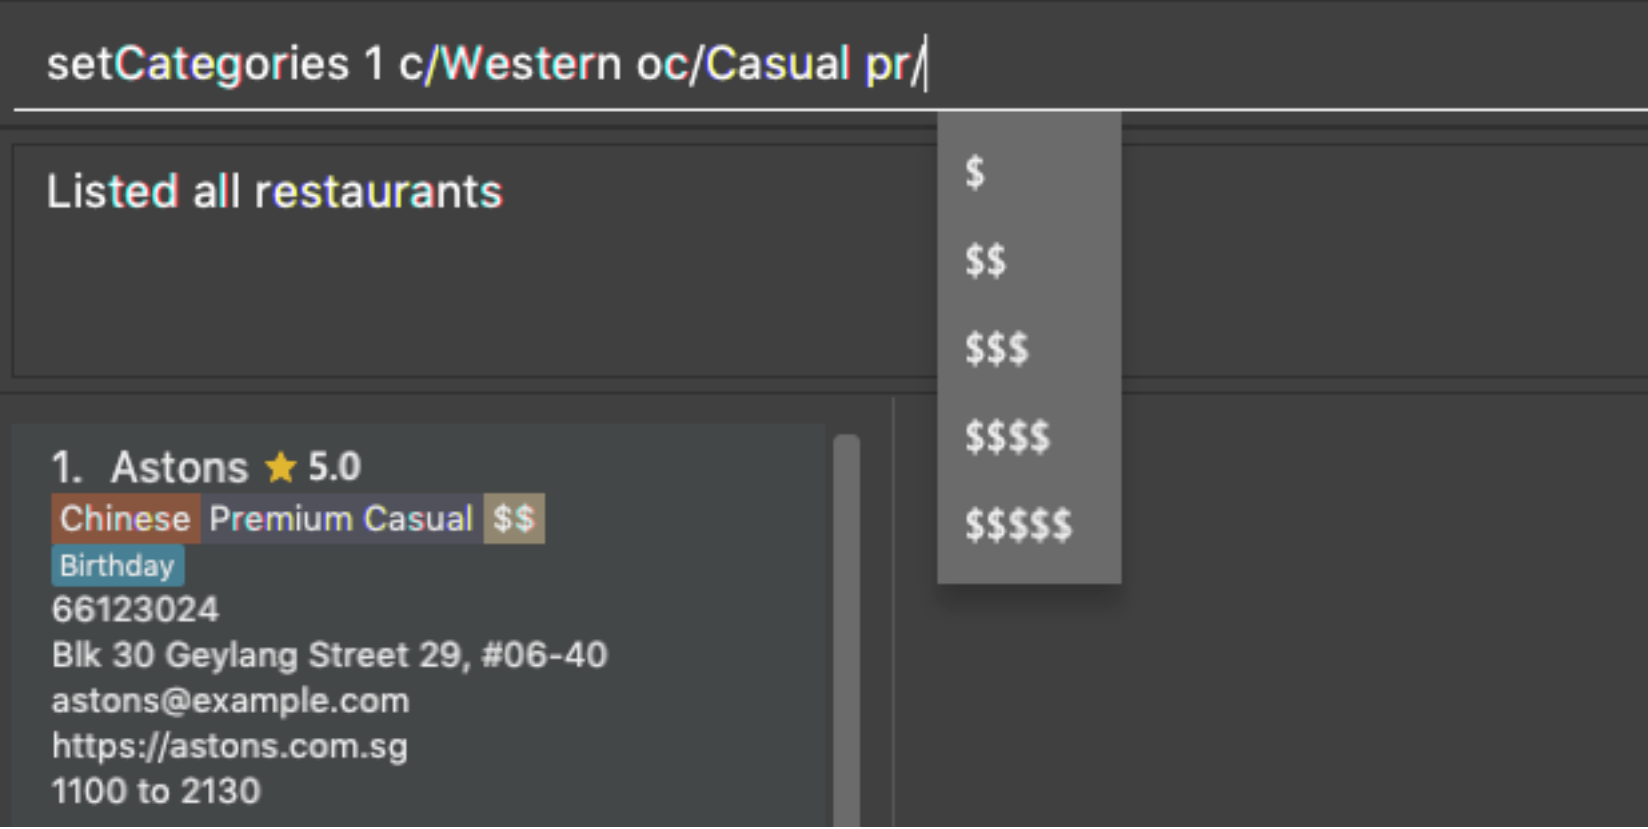 setCategories 1 c/Western oc/Casual pr/
$
$$
$$$
$$$$
$$$$$
Listed all restaurants
1. Astons ★ 5.0
Chinese Premium Casual $$
Birthday
66123024
Blk 30 Geylang Street 29, #06-40
astons@example.com
https://astons.com.sg
1100 to 2130